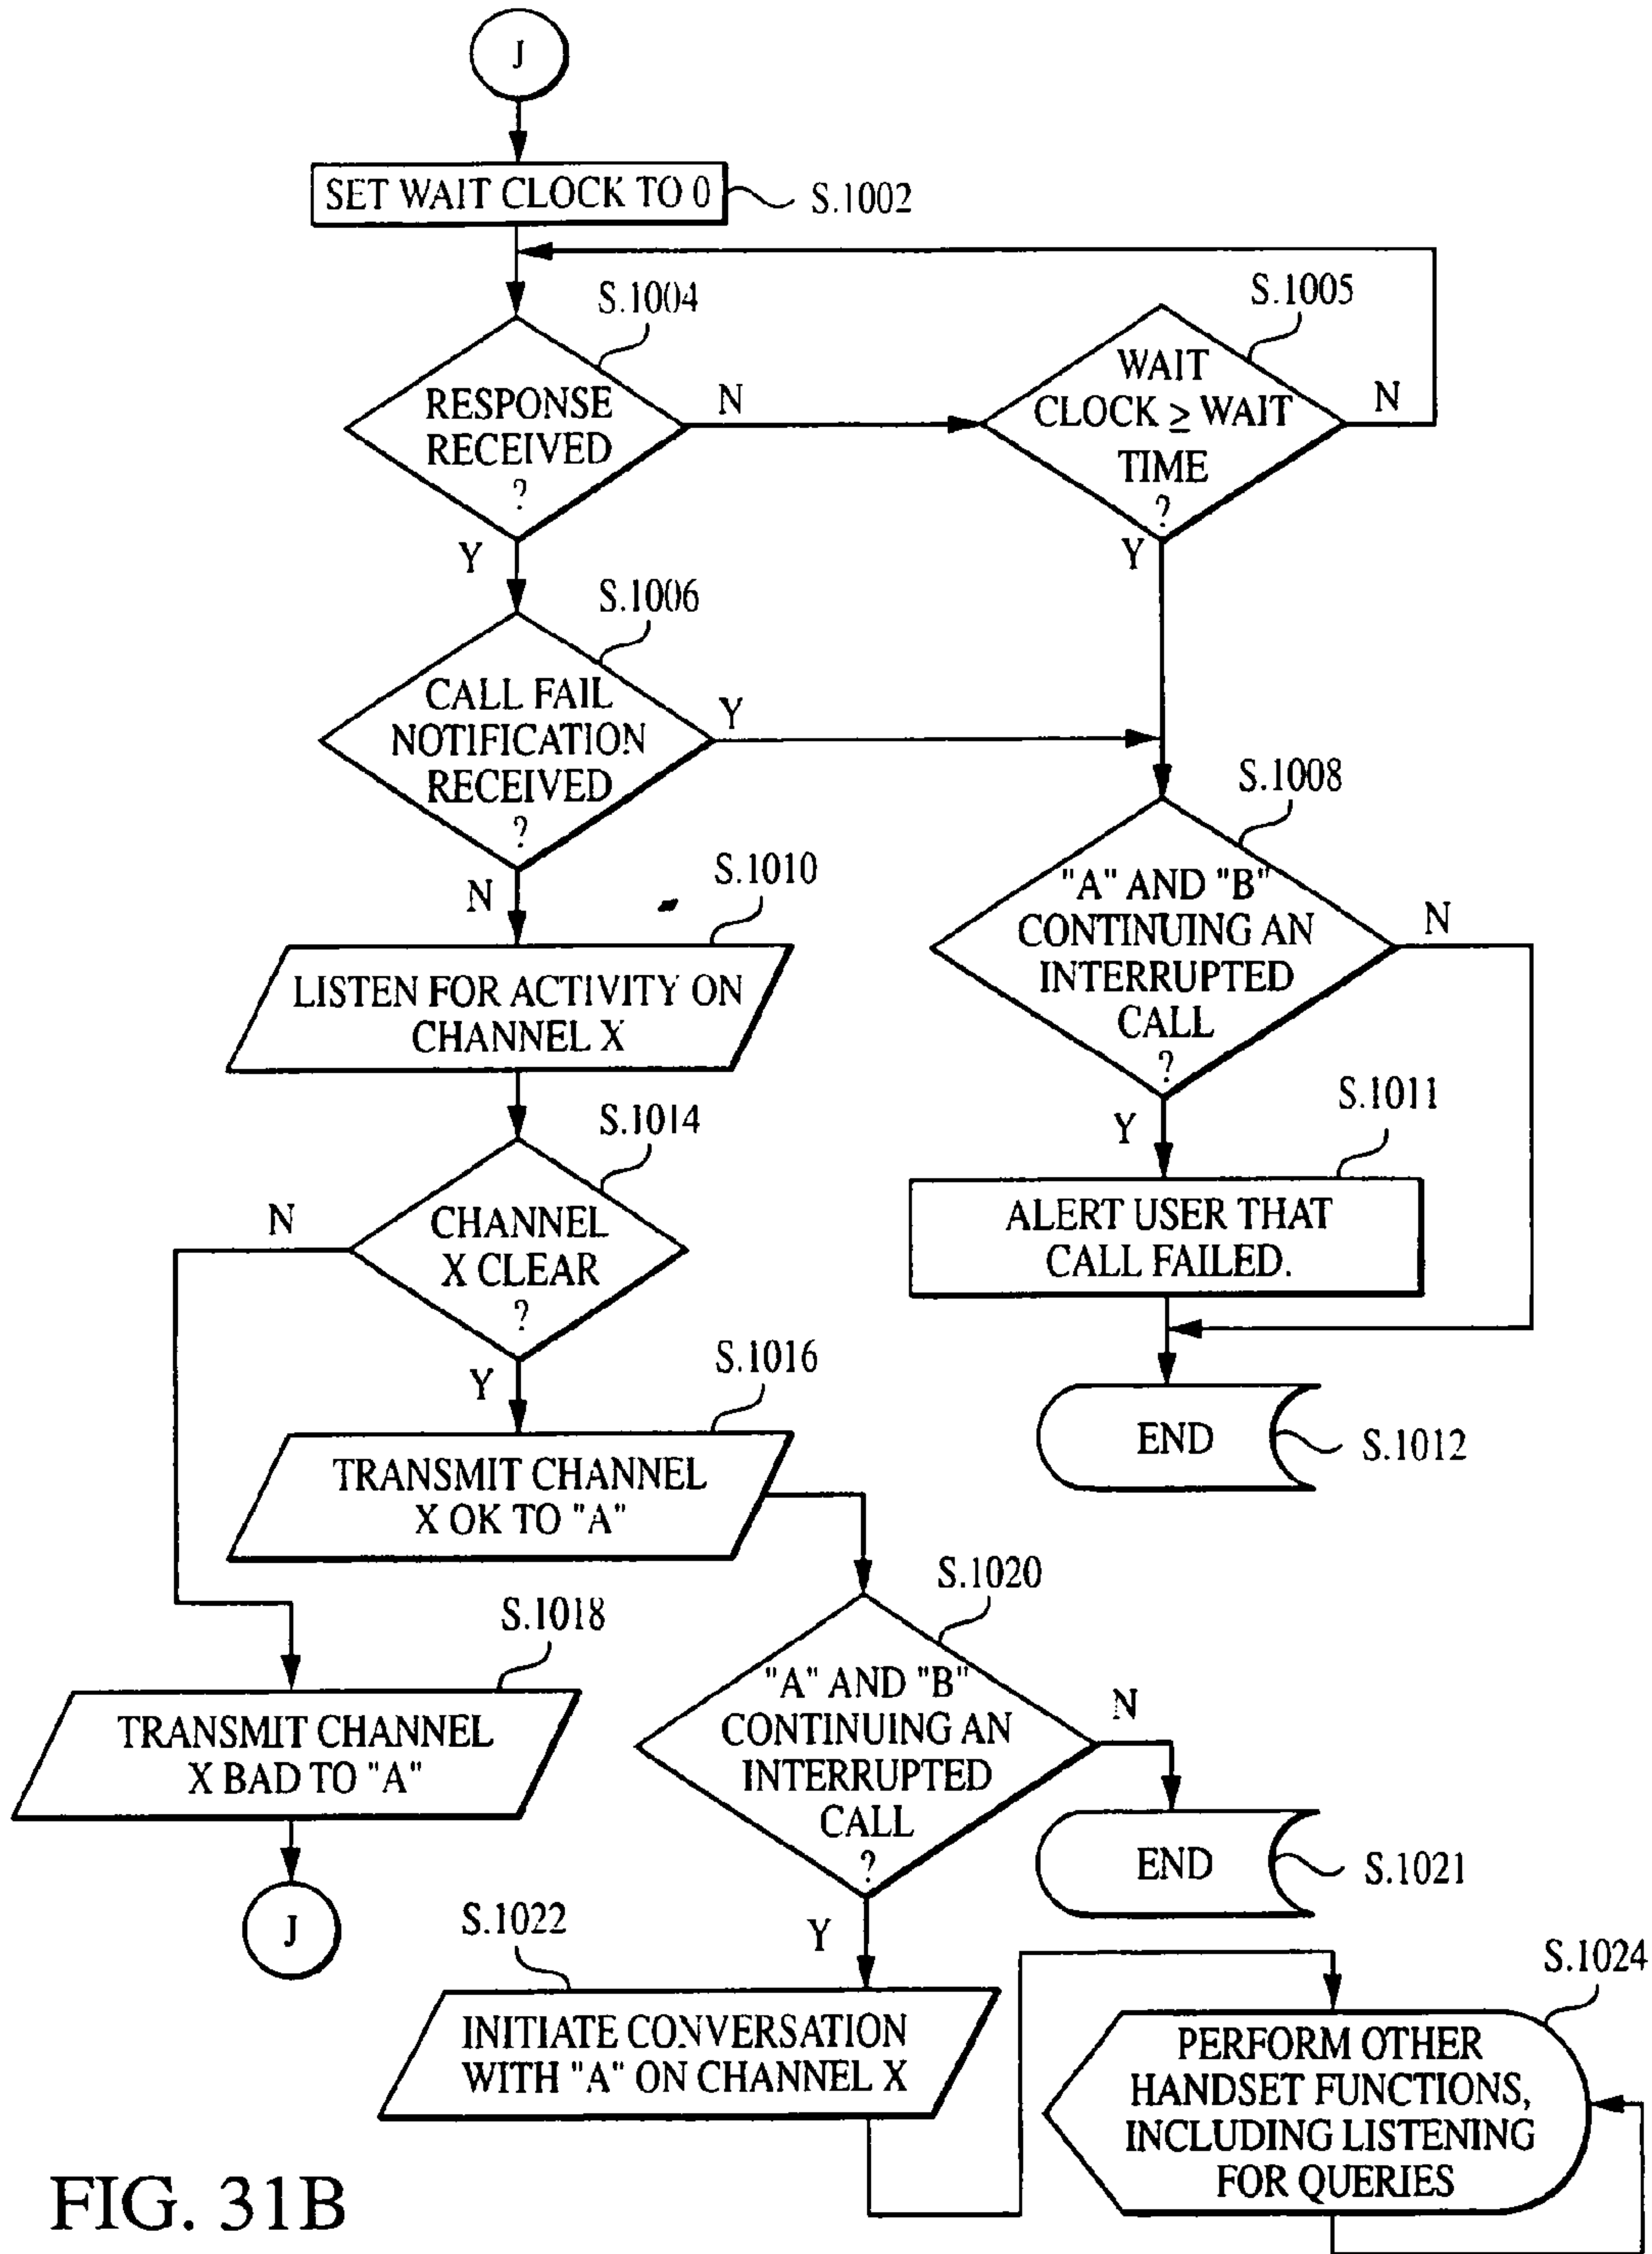 J
SET WAIT CLOCK TO 0
S.1002
S.1004
S.1005
RESPONSE
RECEIVED
?
N
Y
WAIT
CLOCK ≥ WAIT
TIME
?
N
Y
S.1006
CALL FAIL
NOTIFICATION
RECEIVED
?
Y
N
S.1008
"A" AND "B"
CONTINUING AN
INTERRUPTED
CALL
?
N
Y
S.1010
LISTEN FOR ACTIVITY ON
CHANNEL X
S.1011
ALERT USER THAT
CALL FAILED.
S.1014
CHANNEL
X CLEAR
?
N
Y
END
S.1012
S.1016
TRANSMIT CHANNEL
X OK TO "A"
S.1018
TRANSMIT CHANNEL
X BAD TO "A"
J
S.1020
"A" AND "B"
CONTINUING AN
INTERRUPTED
CALL
?
N
Y
END
S.1021
S.1022
INITIATE CONVERSATION
WITH "A" ON CHANNEL X
S.1024
PERFORM OTHER
HANDSET FUNCTIONS,
INCLUDING LISTENING
FOR QUERIES
FIG. 31B